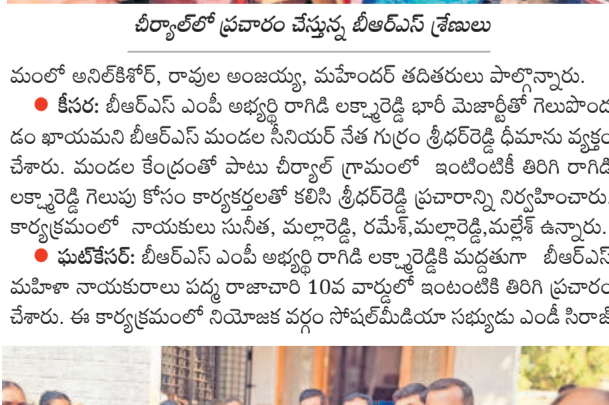 చీర్యాల్‌లో ప్రచారం చేస్తున్న బీఆర్ఎస్ శ్రేణులు
మంలో అనిల్‌కిశోర్, రావుల అంజయ్య, మహేందర్ తదితరులు పాల్గొన్నారు.
● కీసర: బీఆర్ఎస్ ఎంపీ అభ్యర్థి రాగిడి లక్ష్మారెడ్డి భారీ మెజార్టీతో గెలుపొంద
డం ఖాయమని బీఆర్ఎస్ మండల సీనియర్ నేత గుర్రం శ్రీధర్‌రెడ్డి ధీమాను వ్యక్తం
చేశారు. మండల కేంద్రంతో పాటు చీర్యాల్ గ్రామంలో ఇంటింటికీ తిరిగి రాగిడి
లక్ష్మారెడ్డి గెలుపు కోసం కార్యకర్తలతో కలిసి శ్రీధర్‌రెడ్డి ప్రచారాన్ని నిర్వహించారు.
కార్యక్రమంలో నాయకులు సునీత, మల్లారెడ్డి, రమేశ్,మల్లారెడ్డి,మల్లేశ్ ఉన్నారు.
● ఘట్‌కేసర్: బీఆర్ఎస్ ఎంపీ అభ్యర్థి రాగిడి లక్ష్మారెడ్డికి మద్దతుగా బీఆర్ఎస్
మహిళా నాయకురాలు పద్మ రాజాచారి 10వ వార్డులో ఇంటంటికి తిరిగి ప్రచారం
చేశారు. ఈ కార్యక్రమంలో నియోజక వర్గం సోషల్‌మీడియా సభ్యుడు ఎండీ సిరాజ్